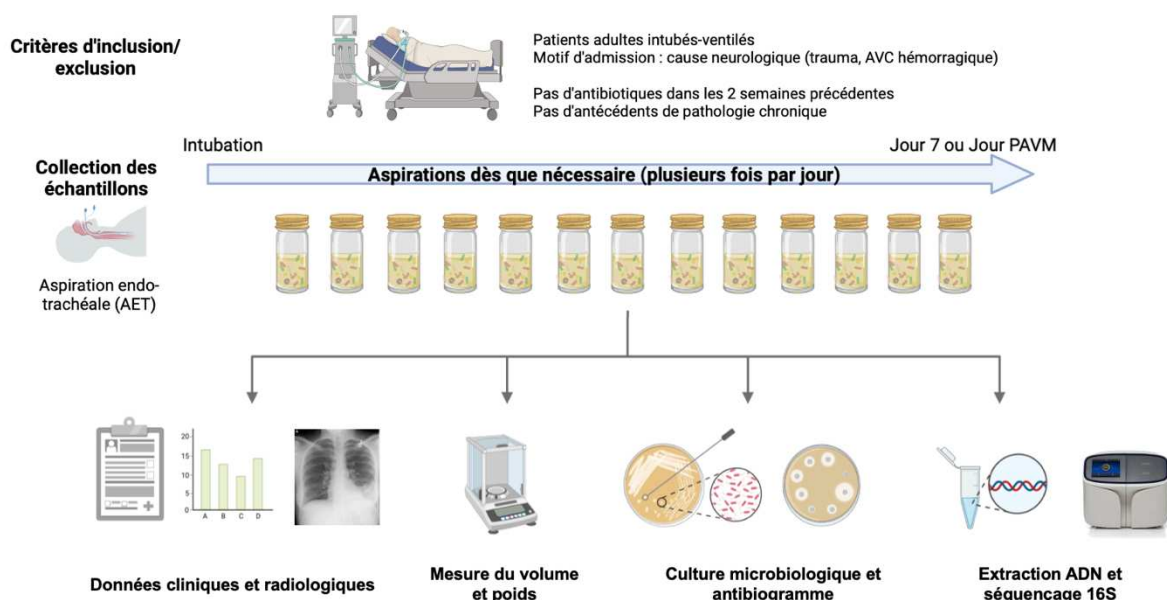 Critères d'inclusion/
exclusion
Patients adultes intubés-ventilés
Motif d'admission : cause neurologique (trauma, AVC hémorragique)
Pas d'antibiotiques dans les 2 semaines précédentes
Pas d'antécédents de pathologie chronique
Intubation
Jour 7 ou Jour PAVM
Collection des
échantillons
Aspirations dès que nécessaire (plusieurs fois par jour)
Aspiration endo-
trachéale (AET)
20
15
10
5
A B C D
Données cliniques et radiologiques
Mesure du volume
et poids
Culture microbiologique et
antibiogramme
Extraction ADN et
séquençage 16S